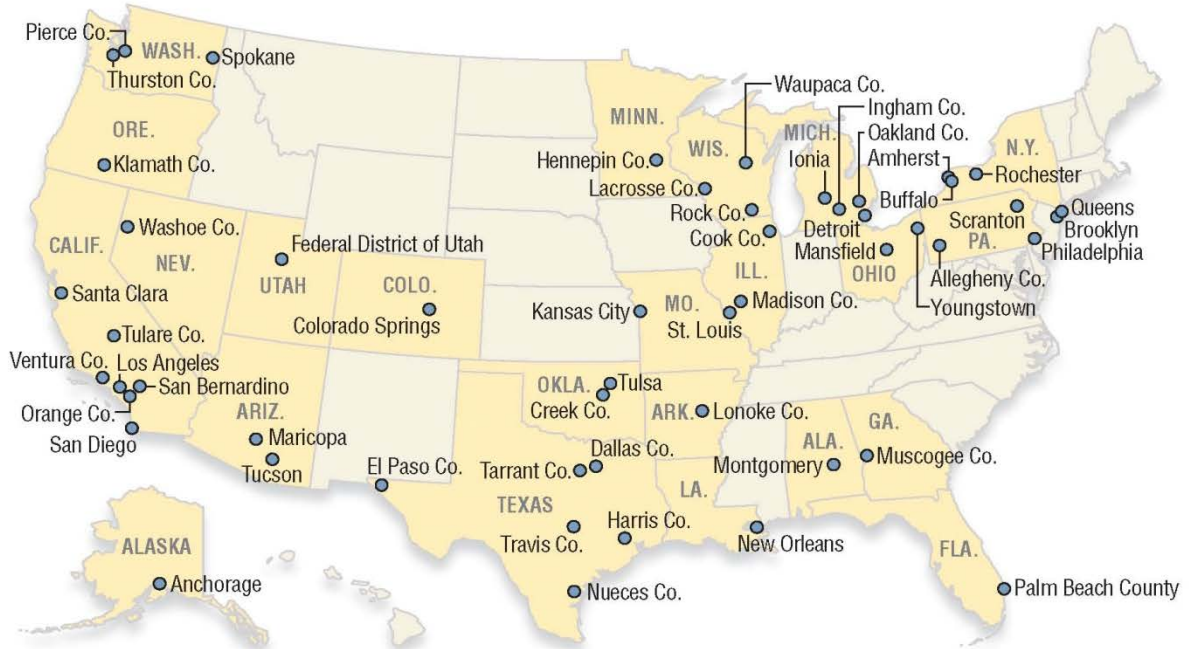 Pierce Co.
WASH.
Spokane
Thurston Co.
ORE.
Klamath Co.
Washoe Co.
CALIF.
NEV.
Federal District of Utah
UTAH
COLO.
Colorado Springs
Santa Clara
Tulare Co.
Ventura Co.
Los Angeles
San Bernardino
Orange Co.
San Diego
ARIZ.
Maricopa
Tucson
El Paso Co.
MINN.
Hennepin Co.
WIS.
Waupaca Co.
Lacrosse Co.
Rock Co.
Cook Co.
MICH.
Ingham Co.
Oakland Co.
Ionia
Detroit
Amherst
Buffalo
N.Y.
Rochester
Mansfield
OHIO
Scranton
PA.
Queens
Brooklyn
Philadelphia
Allegheny Co.
Youngstown
ILL.
Madison Co.
MO.
Kansas City
St. Louis
OKLA.
Tulsa
Creek Co.
ARK.
Lonoke Co.
Dallas Co.
Tarrant Co.
TEXAS
Travis Co.
Harris Co.
Nueces Co.
LA.
New Orleans
ALA.
Montgomery
GA.
Muscogee Co.
FLA.
Palm Beach County
ALASKA
Anchorage